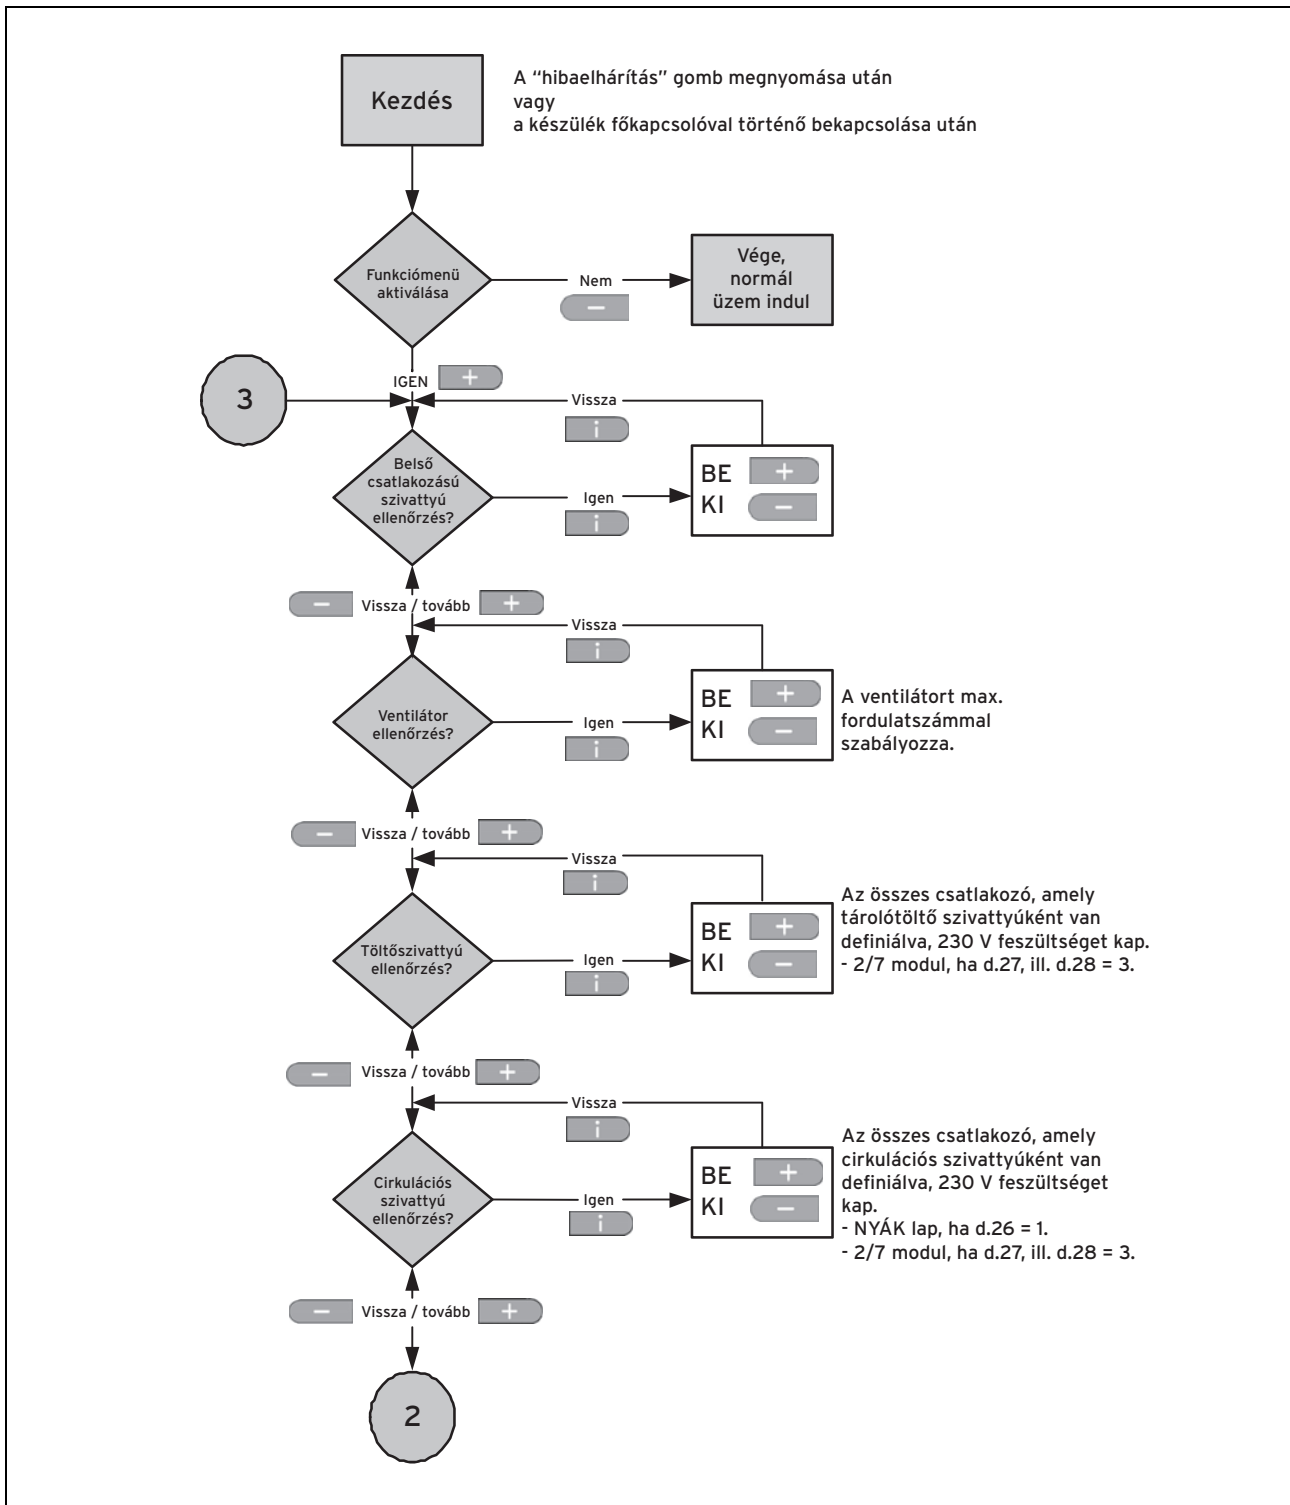 Kezdés
A “hibaelhárítás” gomb megnyomása után
vagy
a készülék főkapcsolóval történő bekapcsolása után
Funkciómenü
aktiválása
Nem
−
Vége,
normál
üzem indul
IGEN
+
3
Vissza
i
Belső
csatlakozású
szivattyú
ellenőrzés?
Igen
i
BE +
KI −
− Vissza / tovább +
Vissza
i
Ventilátor
ellenőrzés?
Igen
i
BE +
KI −
A ventilátort max.
fordulatszámmal
szabályozza.
− Vissza / tovább +
Vissza
i
Töltőszivattyú
ellenőrzés?
Igen
i
BE +
KI −
Az összes csatlakozó, amely
tárolótöltő szivattyúként van
definiálva, 230 V feszültséget kap.
- 2/7 modul, ha d.27, ill. d.28 = 3.
− Vissza / tovább +
Vissza
i
Cirkulációs
szivattyú
ellenőrzés?
Igen
i
BE +
KI −
Az összes csatlakozó, amely
cirkulációs szivattyúként van
definiálva, 230 V feszültséget
kap.
- NYÁK lap, ha d.26 = 1.
- 2/7 modul, ha d.27, ill. d.28 = 3.
− Vissza / tovább +
2